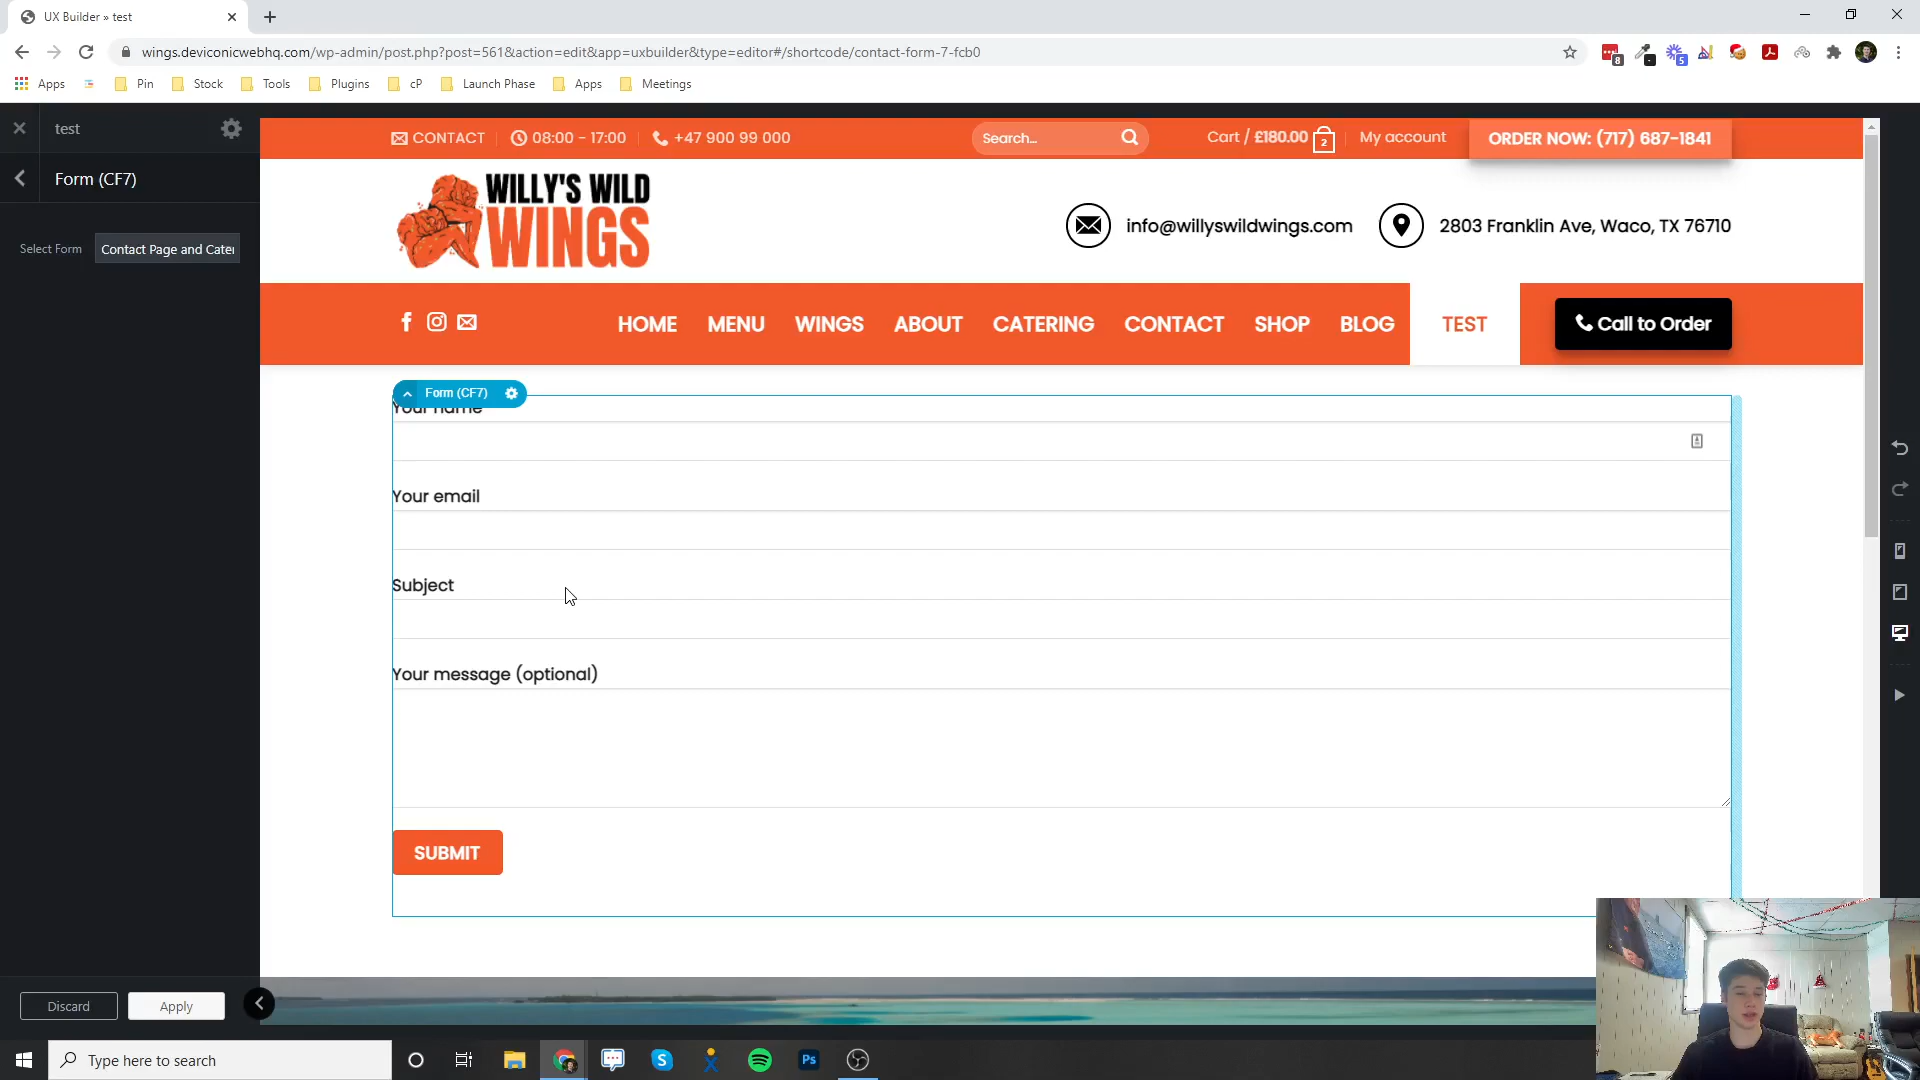 UX Builder » test
wings.deviconicwebhq.com/wp-admin/post.php?post=561&action=edit&app=uxbuilder&type=editor#/shortcode/contact-form-7-fcb0
8
5
Apps
Pin
Stock
Tools
Plugins
cP
Launch Phase
Apps
Meetings
test
Form (CF7)
Select Form
Contact Page and Cater
CONTACT
08:00 - 17:00
+47 900 99 000
Search...
Cart / £180.00
2
My account
ORDER NOW: (717) 687-1841
WILLY'S WILD
WINGS
info@willyswildwings.com
2803 Franklin Ave, Waco, TX 76710
HOME
MENU
WINGS
ABOUT
CATERING
CONTACT
SHOP
BLOG
TEST
Call to Order
Form (CF7)
Your name
Your email
Subject
Your message (optional)
SUBMIT
Discard
Apply
Type here to search
S
Ps